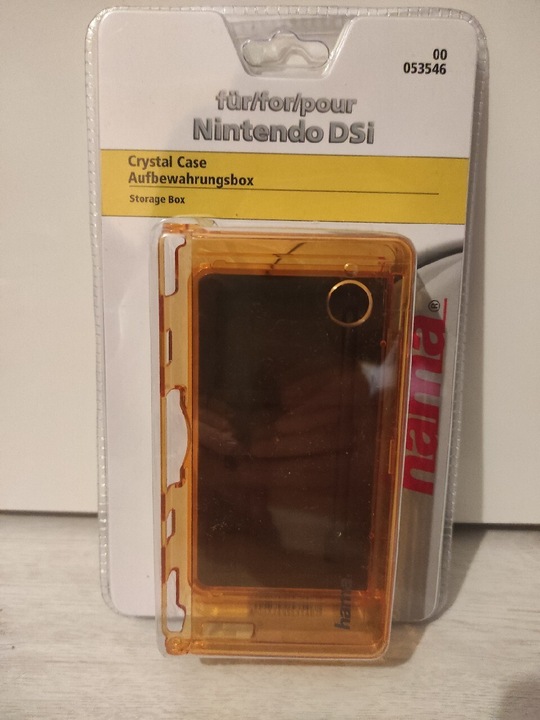 00
053546
für/for/pour
Nintendo DSi
Crystal Case
Aufbewahrungsbox
Storage Box
hama®
hama